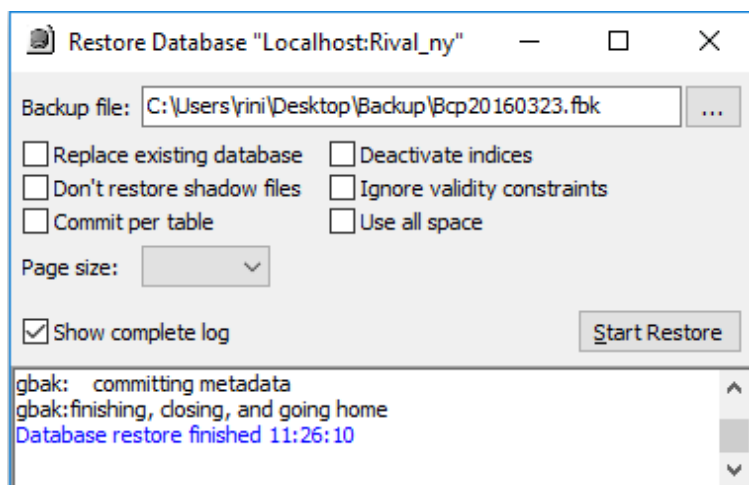 Restore Database "Localhost:Rival_ny"
Backup file: C:\Users\rini\Desktop\Backup\Bcp20160323.fbk ...
Replace existing database Deactivate indices
Don't restore shadow files Ignore validity constraints
Commit per table Use all space
Page size:
Show complete log Start Restore
gbak: committing metadata
gbak:finishing, closing, and going home
Database restore finished 11:26:10